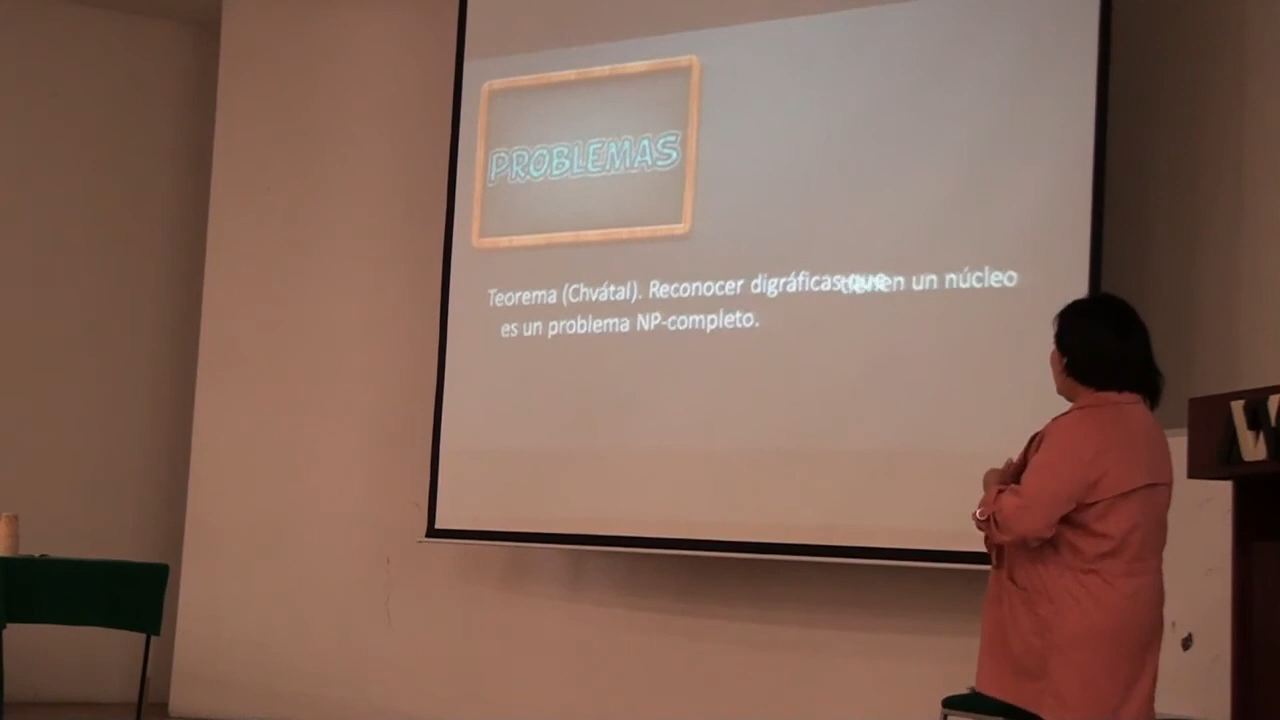 PROBLEMAS
Teorema (Chvátal). Reconocer digráficas que tienen un núcleo
es un problema NP-completo.